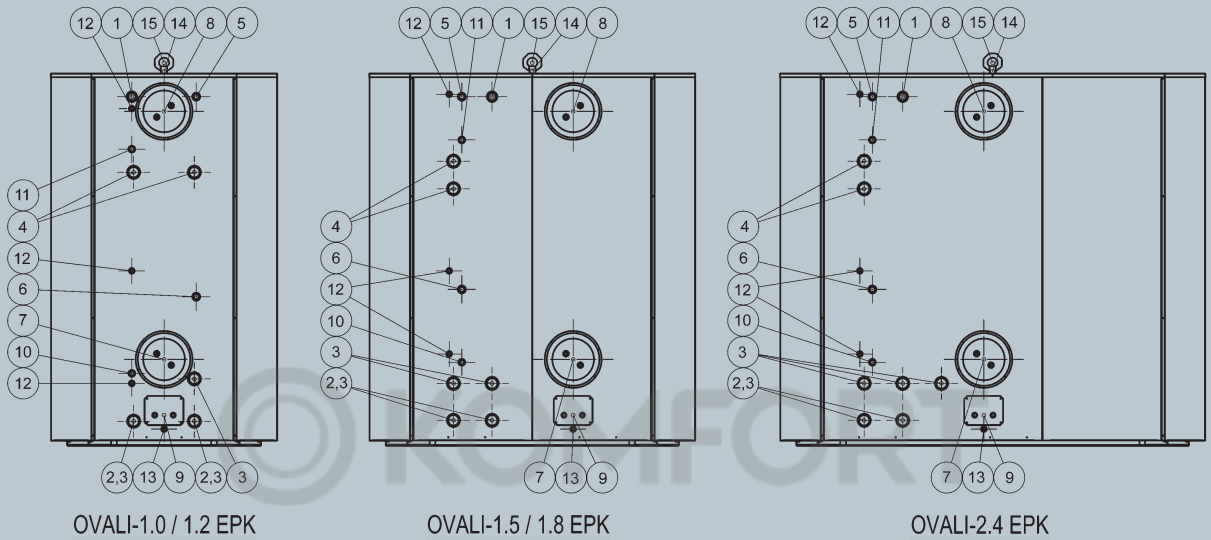 12 1 15 14 8 5
12 5 11 1 15 14 8
12 5 11 1 8 15 14
11
4
12
6
7
10
12
4
6
12
10
3
2,3
4
6
12
10
3
2,3
2,3 13 9 2,3 3
7 13 9
7 13 9
KOMFORT
OVALI-1.0 / 1.2 EPK
OVALI-1.5 / 1.8 EPK
OVALI-2.4 EPK